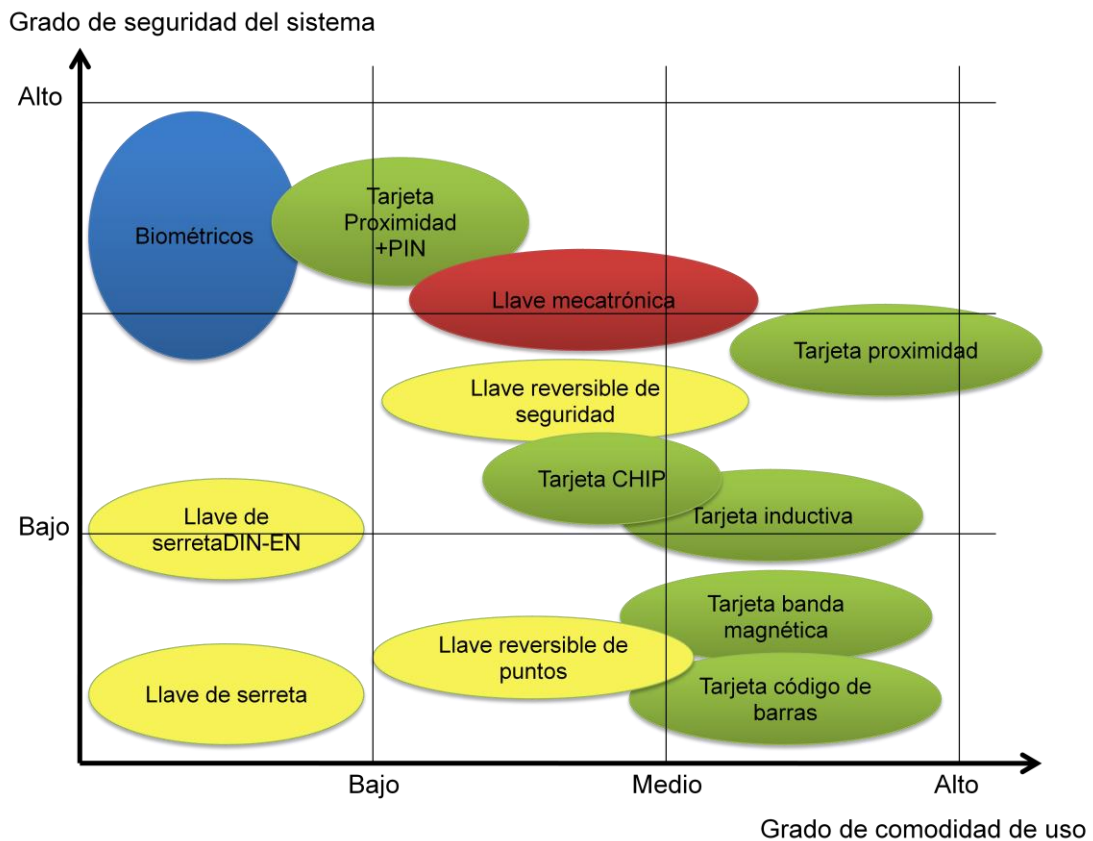 Grado de seguridad del sistema
Alto
Biométricos
Tarjeta
Proximidad
+PIN
Llave mecatrónica
Tarjeta proximidad
Llave reversible de
seguridad
Tarjeta CHIP
Tarjeta inductiva
Bajo
Llave de
serretaDIN-EN
Tarjeta banda
magnética
Llave reversible de
puntos
Llave de serreta
Tarjeta código de
barras
Bajo
Medio
Alto
Grado de comodidad de uso